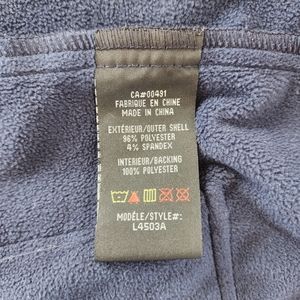 CA#00491
FABRIQUE EN CHINE
MADE IN CHINA
EXTÉRIEUR/OUTER SHELL
96% POLYESTER
4% SPANDEX
INTERIEUR/BACKING
100% POLYESTER
MODÈLE/STYLE#:
L4503A